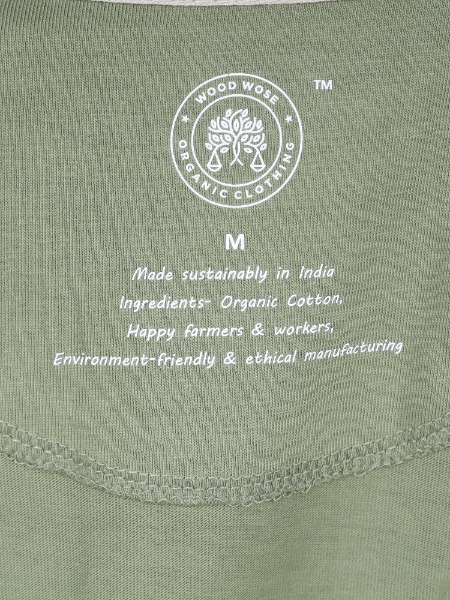 WOOD WOSE
ORGANIC CLOTHING
TM
M
Made sustainably in India
Ingredients- Organic Cotton,
Happy farmers & workers,
Environment-friendly & ethical manufacturing